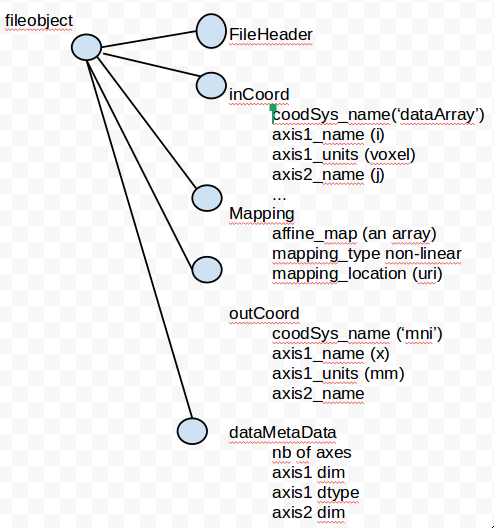 fileobject
FileHeader
inCoord
coodSys_name(‘dataArray’)
axis1_name (i)
axis1_units (voxel)
axis2_name (j)
...
Mapping
affine_map (an array)
mapping_type non-linear
mapping_location (uri)
outCoord
coodSys_name (‘mni’)
axis1_name (x)
axis1_units (mm)
axis2_name
dataMetaData
nb of axes
axis1 dim
axis1 dtype
axis2 dim